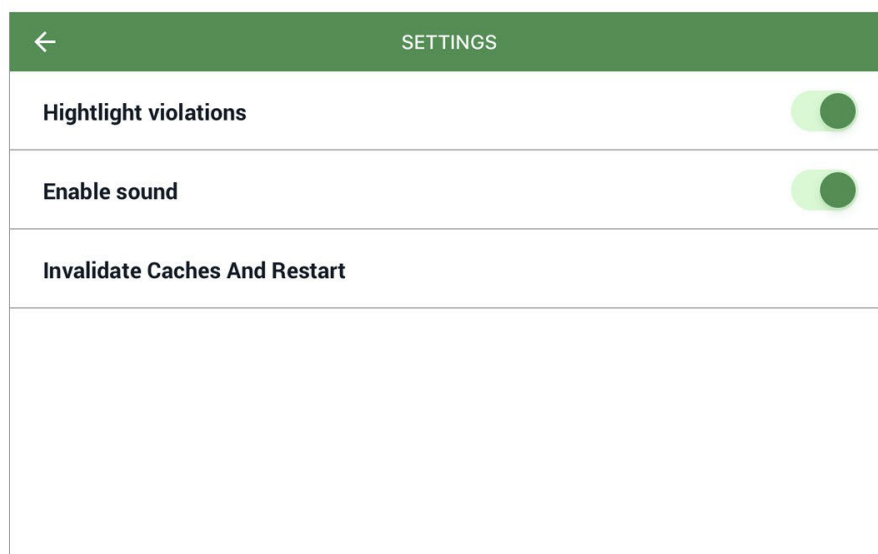 SETTINGS
Hightlight violations
Enable sound
Invalidate Caches And Restart